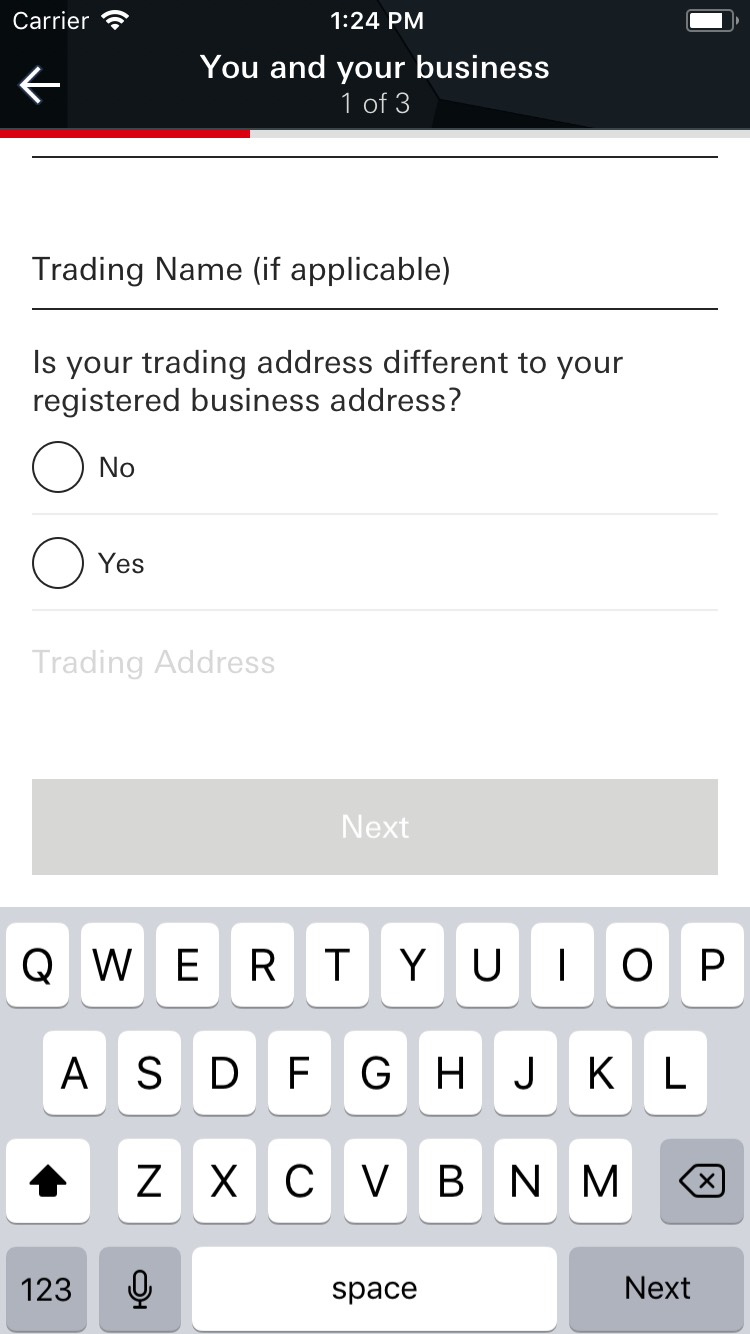 Carrier 1:24 PM
You and your business
1 of 3
Trading Name (if applicable)
Is your trading address different to your
registered business address?
No
Yes
Trading Address
Next
Q W E R T Y U I O P
A S D F G H J K L
Z X C V B N M
123 space Next